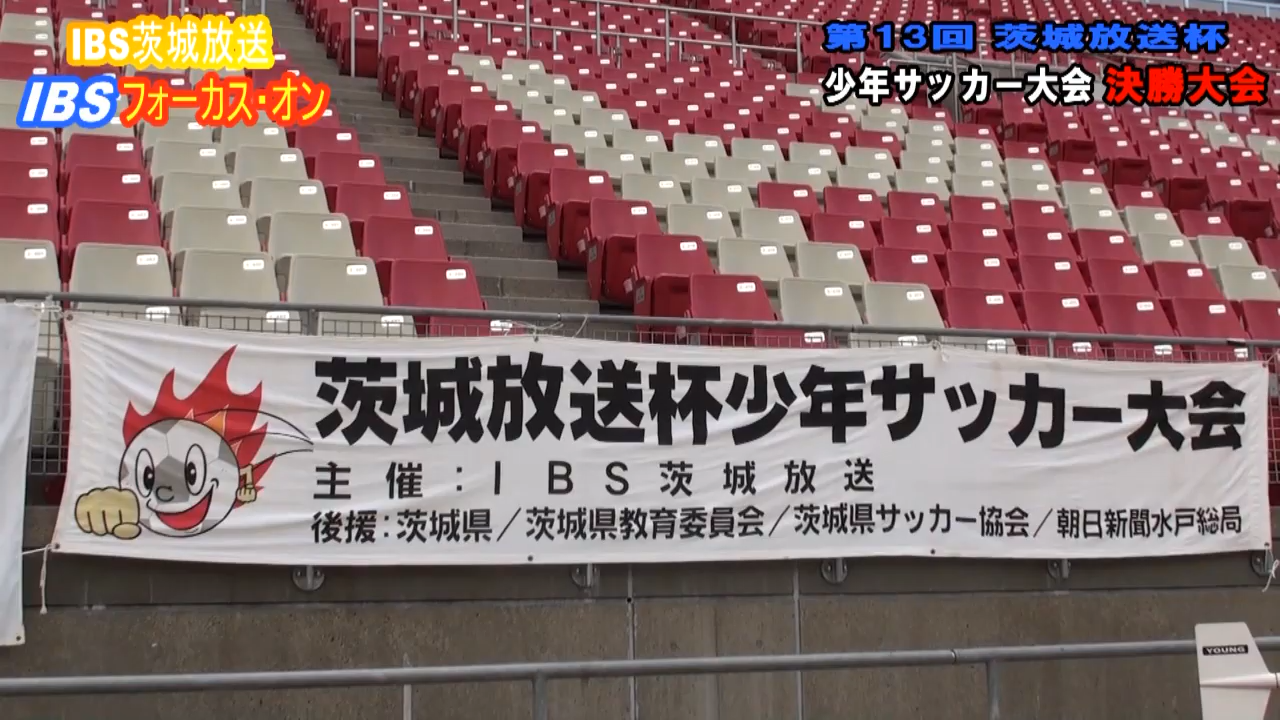 IBS茨城放送
IBSフォーカス・オン
第13回 茨城放送杯
少年サッカー大会 決勝大会
茨城放送杯少年サッカー大会
主催：IBS茨城放送
後援：茨城県／茨城県教育委員会／茨城県サッカー協会／朝日新聞水戸総局
YOUNG